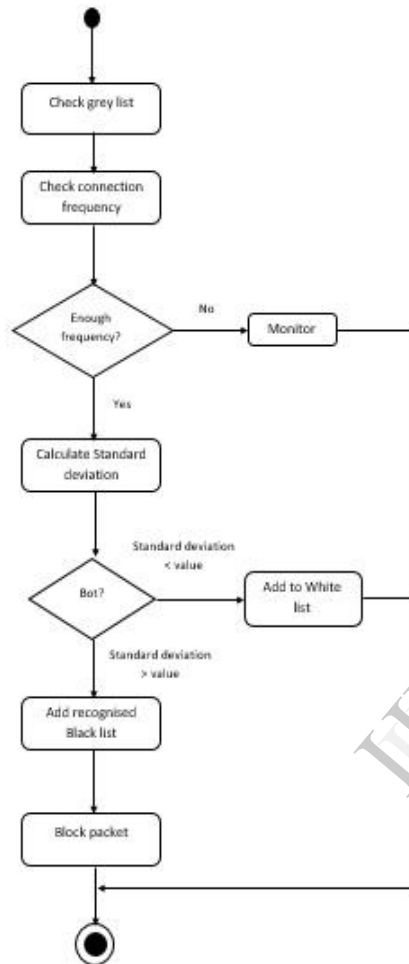 Check grey list
Check connection
frequency
Enough
frequency?
No
Monitor
Yes
Calculate Standard
deviation
Standard deviation
< value
Bot?
Add to White
list
Standard deviation
> value
Add recognised
Black list
Block packet